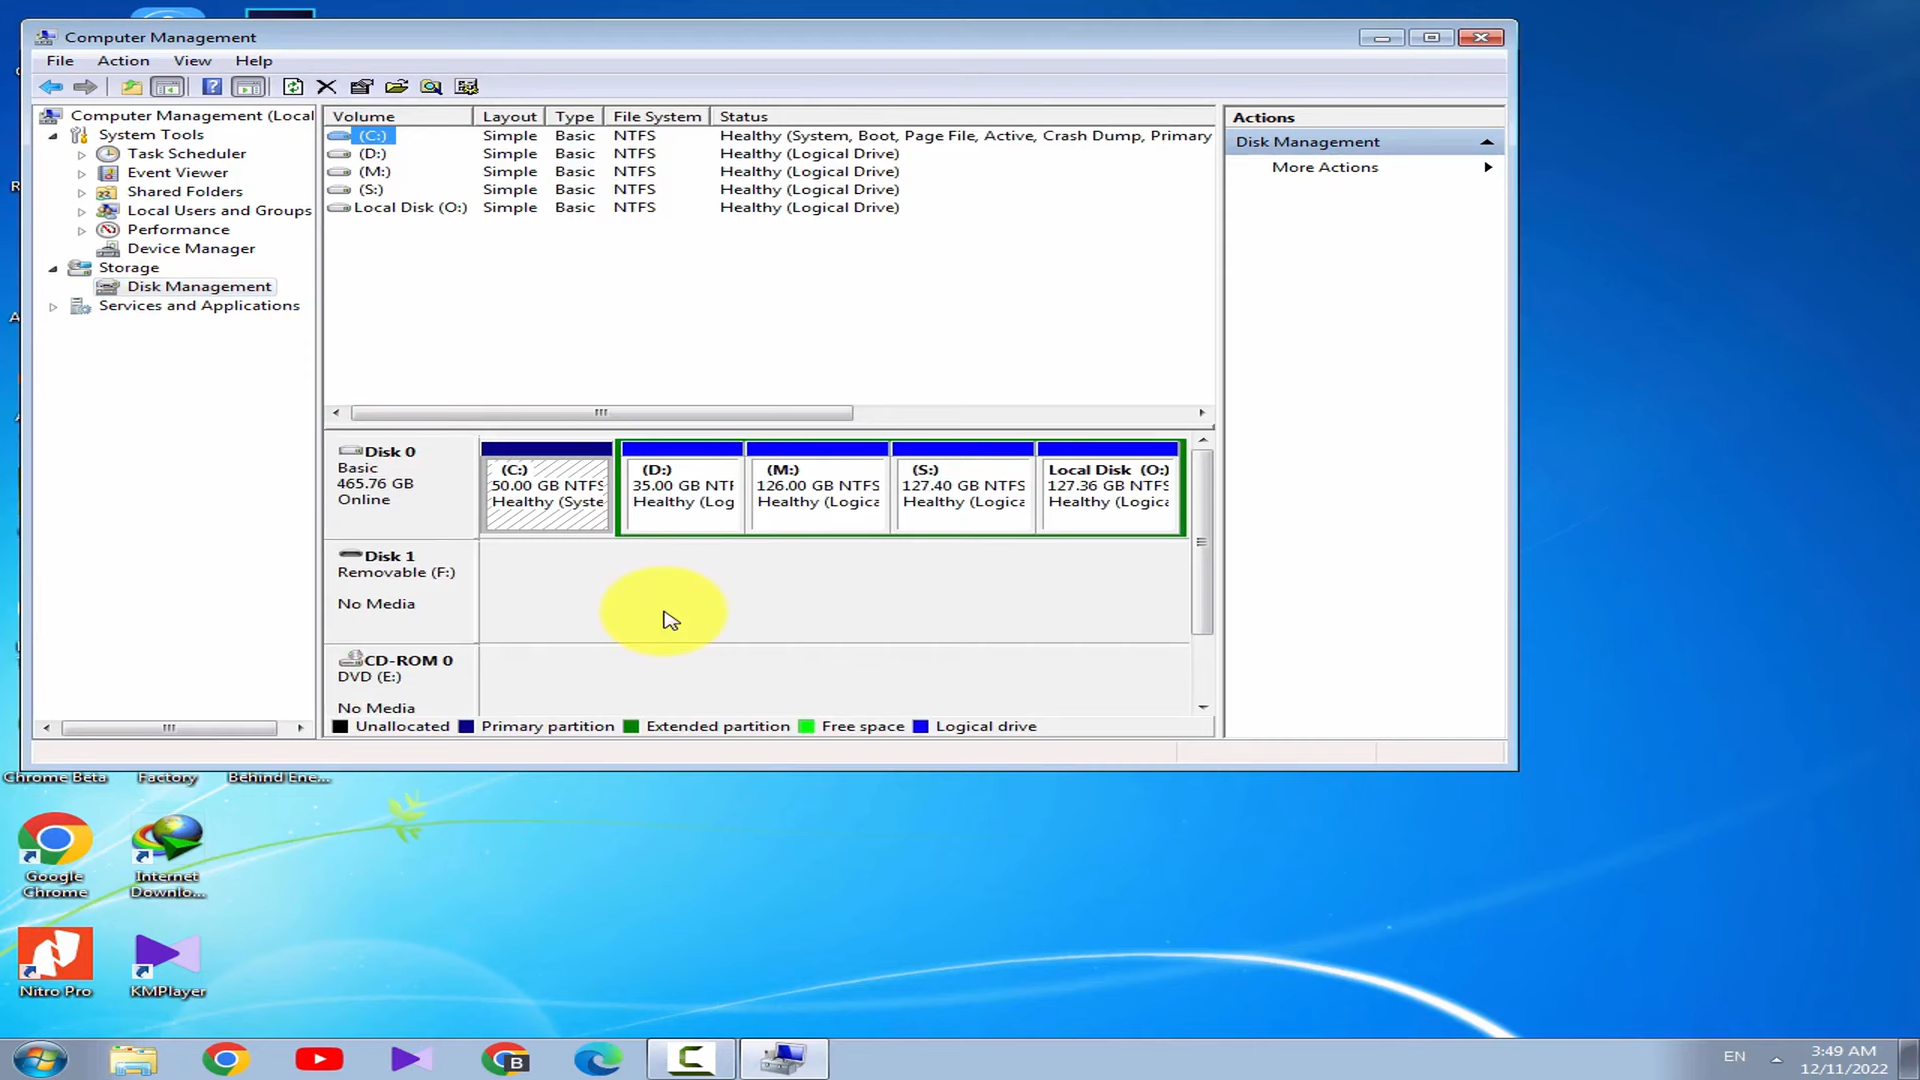 Computer Management
File Action View Help
Computer Management (Local
System Tools
Task Scheduler
Event Viewer
Shared Folders
Local Users and Groups
Performance
Device Manager
Storage
Disk Management
Services and Applications
Volume Layout Type File System Status
(C:) Simple Basic NTFS Healthy (System, Boot, Page File, Active, Crash Dump, Primary
(D:) Simple Basic NTFS Healthy (Logical Drive)
(M:) Simple Basic NTFS Healthy (Logical Drive)
(S:) Simple Basic NTFS Healthy (Logical Drive)
Local Disk (O:) Simple Basic NTFS Healthy (Logical Drive)
Actions
Disk Management
More Actions
Disk 0
Basic
465.76 GB
Online
(C:)
50.00 GB NTFS
Healthy (Syste
(D:)
35.00 GB NTF
Healthy (Log
(M:)
126.00 GB NTFS
Healthy (Logica
(S:)
127.40 GB NTFS
Healthy (Logica
Local Disk (O:)
127.36 GB NTFS
Healthy (Logica
Disk 1
Removable (F:)
No Media
CD-ROM 0
DVD (E:)
No Media
Unallocated Primary partition Extended partition Free space Logical drive
Chrome Beta
Factory
Behind Ene...
Google
Chrome
Internet
Downlo...
Nitro Pro
KMPlayer
B
EN
3:49 AM
12/11/2022